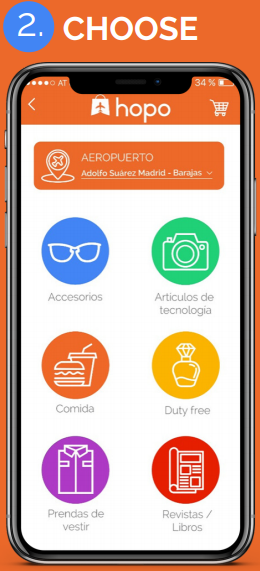 2. CHOOSE
AT
34 %
hopo
AEROPUERTO
Adolfo Suárez Madrid - Barajas
Accesorios
Artículos de
tecnología
Comida
Duty free
Prendas de
vestir
Revistas /
Libros